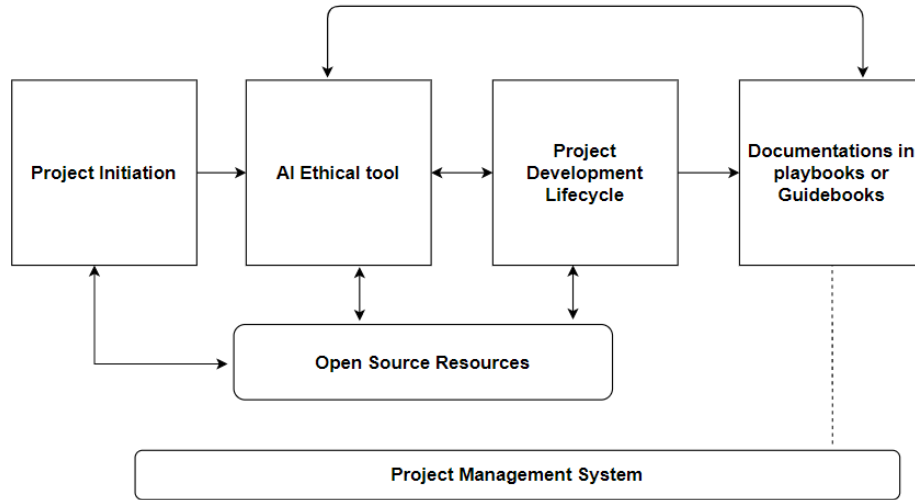 Project Initiation
AI Ethical tool
Project
Development
Lifecycle
Documentations in
playbooks or
Guidebooks
Open Source Resources
Project Management System